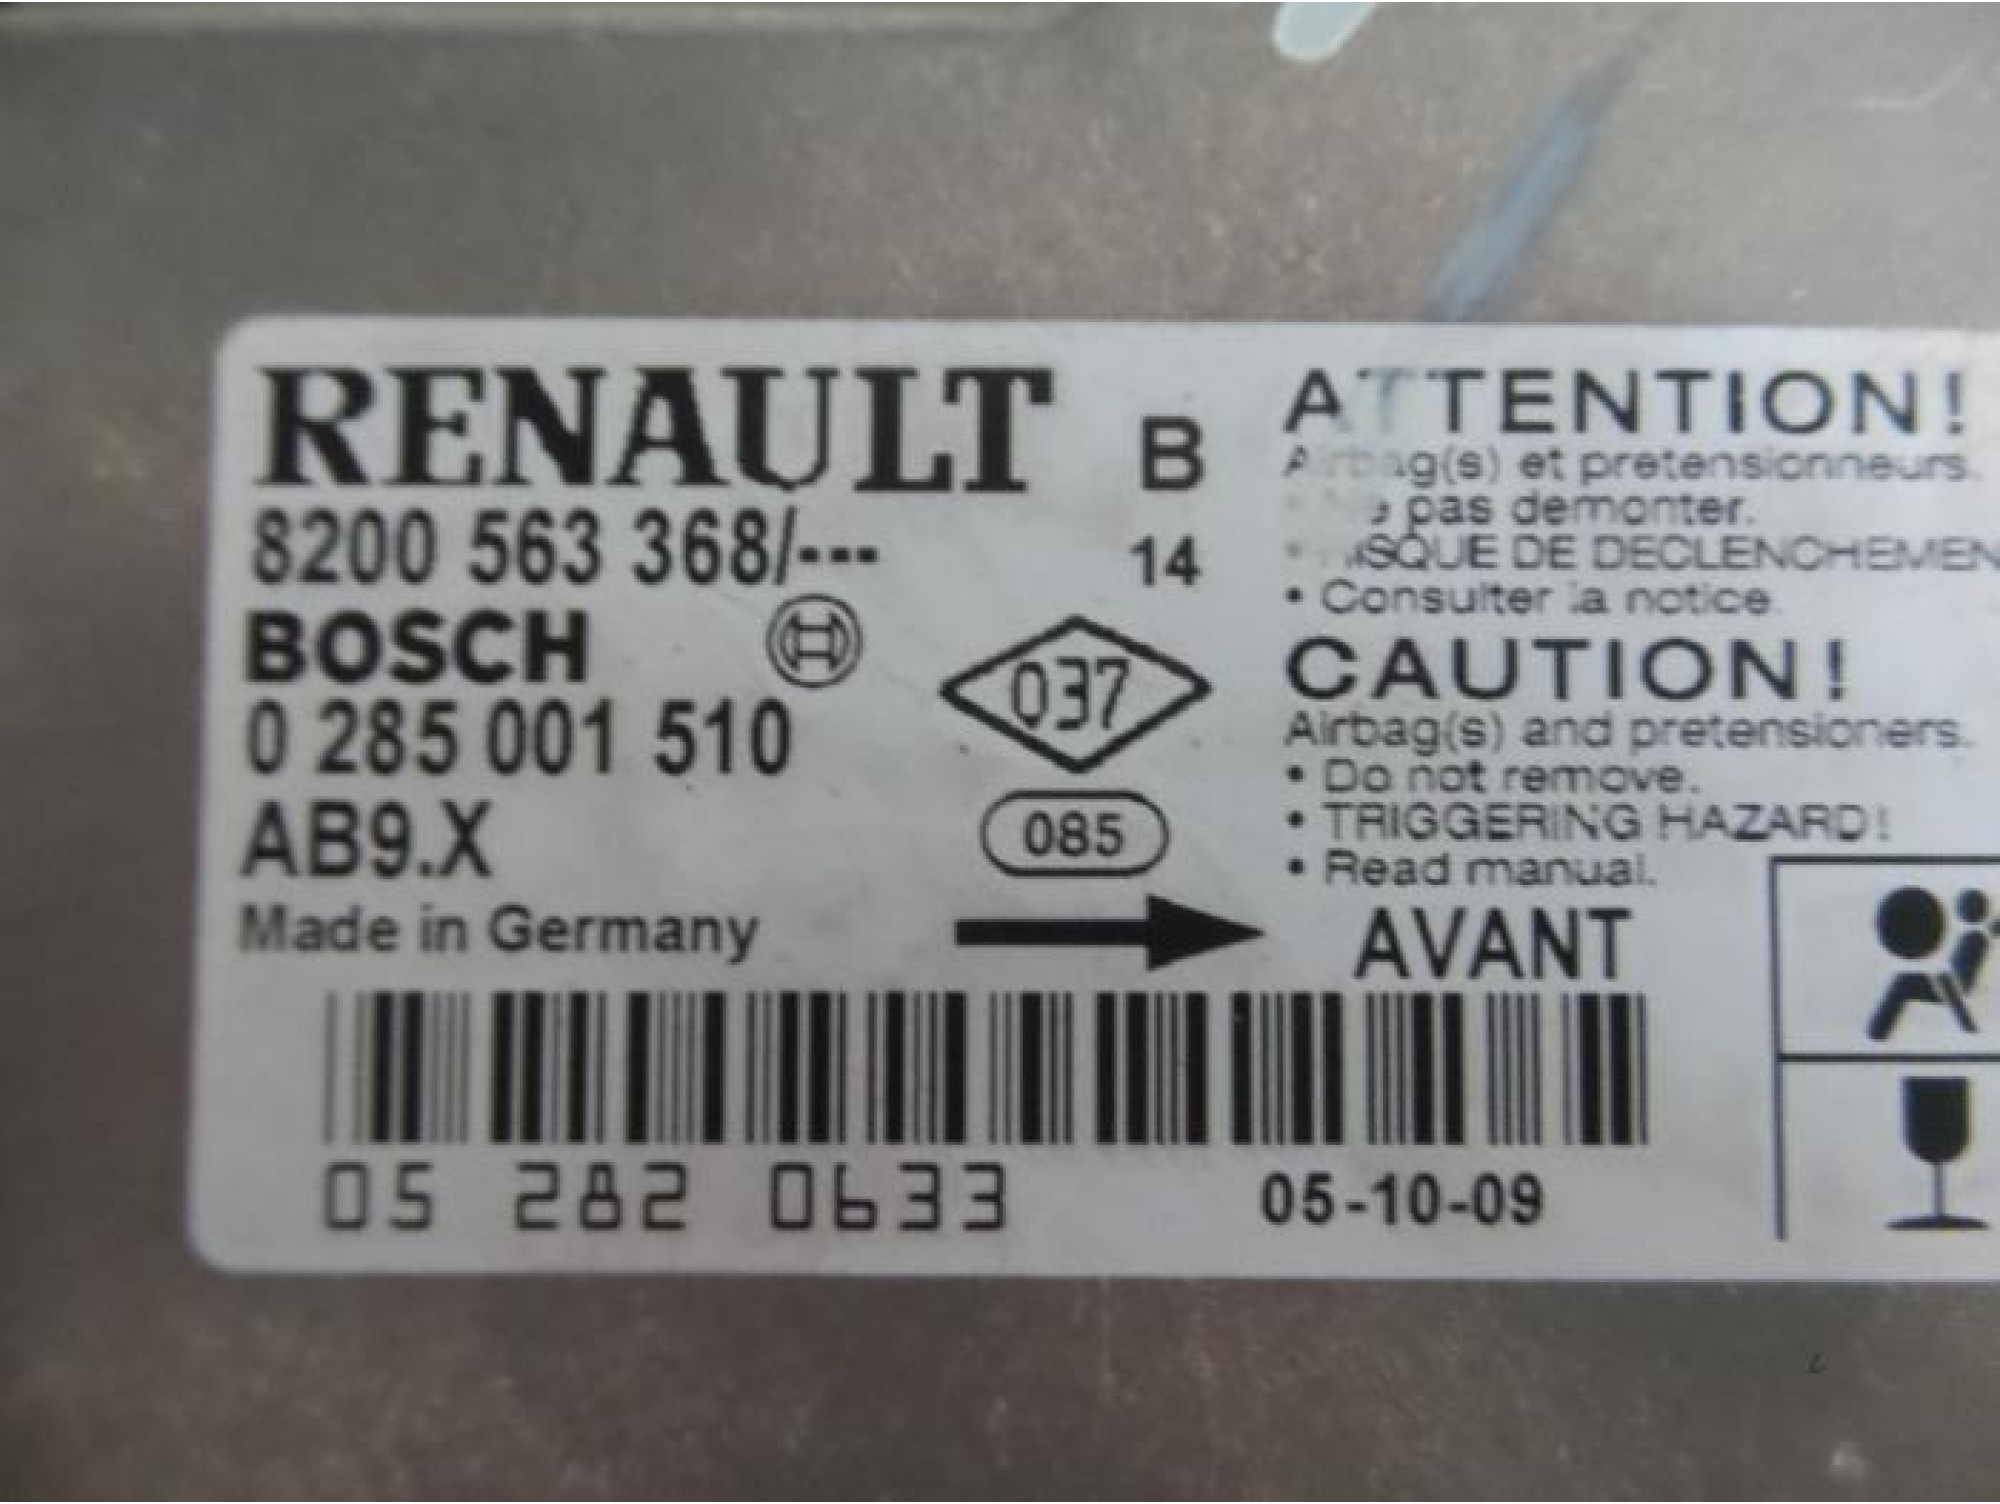 RENAULT
B
8200 563 368/---
14
BOSCH
037
0 285 001 510
085
AB9.X
Made in Germany
ATTENTION!
Airbag(s) et pretensionneurs.
pas demonter.
DE DECLENCHEMEN
• Consulter la notice
CAUTION!
Airbag(s) and pretensioners.
• Do not remove.
• TRIGGERING HAZARD!
• Read manual.
AVANT
05 282 0633
05-10-09